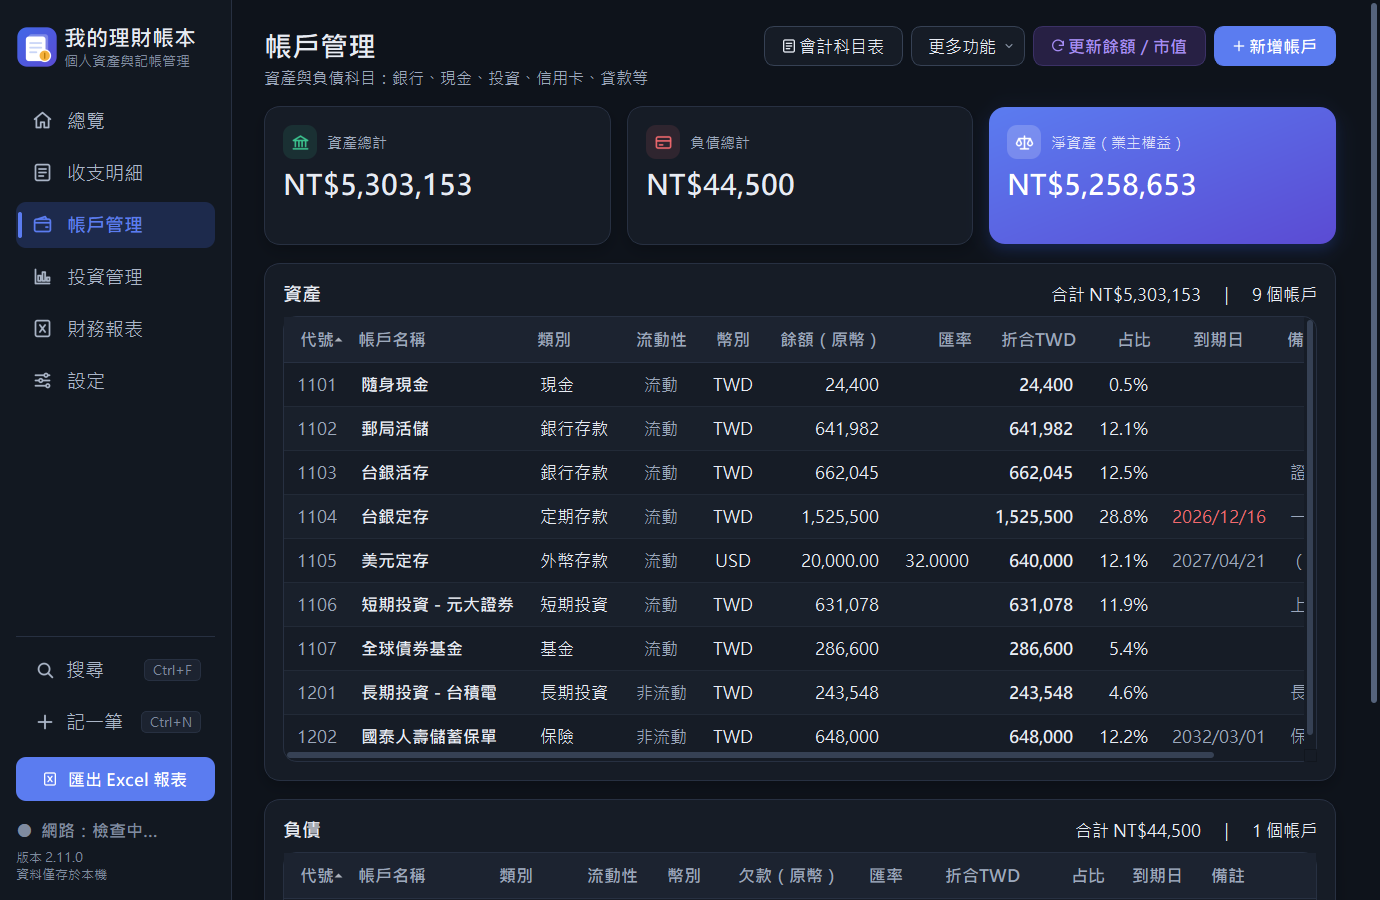 我的理財帳本
個人資產與記帳管理
總覽
收支明細
帳戶管理
投資管理
財務報表
設定
搜尋 Ctrl+F
記一筆 Ctrl+N
匯出 Excel 報表
網路：檢查中...
版本 2.11.0
資料僅存於本機
帳戶管理
資產與負債科目：銀行、現金、投資、信用卡、貸款等
會計科目表 更多功能 更新餘額 / 市值 ＋新增帳戶
資產總計
NT$5,303,153
負債總計
NT$44,500
淨資產（業主權益）
NT$5,258,653
資產 合計 NT$5,303,153 | 9 個帳戶
代號 帳戶名稱 類別 流動性 幣別 餘額（原幣） 匯率 折合TWD 占比 到期日 備
1101 隨身現金 現金 流動 TWD 24,400 24,400 0.5%
1102 郵局活儲 銀行存款 流動 TWD 641,982 641,982 12.1%
1103 台銀活存 銀行存款 流動 TWD 662,045 662,045 12.5% 證
1104 台銀定存 定期存款 流動 TWD 1,525,500 1,525,500 28.8% 2026/12/16 一
1105 美元定存 外幣存款 流動 USD 20,000.00 32.0000 640,000 12.1% 2027/04/21 （
1106 短期投資 - 元大證券 短期投資 流動 TWD 631,078 631,078 11.9% 上
1107 全球債券基金 基金 流動 TWD 286,600 286,600 5.4%
1201 長期投資 - 台積電 長期投資 非流動 TWD 243,548 243,548 4.6% 長
1202 國泰人壽儲蓄保單 保險 非流動 TWD 648,000 648,000 12.2% 2032/03/01 保
負債 合計 NT$44,500 | 1 個帳戶
代號 帳戶名稱 類別 流動性 幣別 欠款（原幣） 匯率 折合TWD 占比 到期日 備註